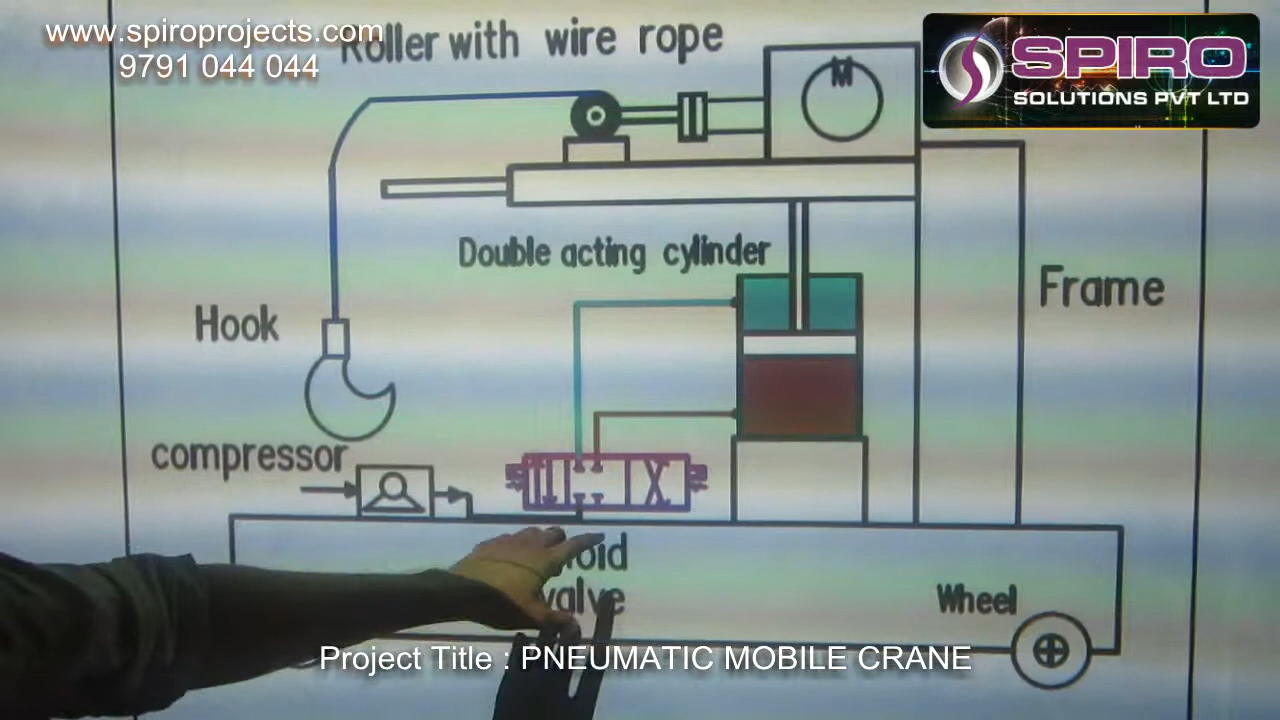 www.spiroprojects.com
9791 044 044
Roller with wire rope
M
SPIRO
SOLUTIONS PVT LTD
Double acting cylinder
Frame
Hook
compressor
valve
Wheel
Project Title : PNEUMATIC MOBILE CRANE